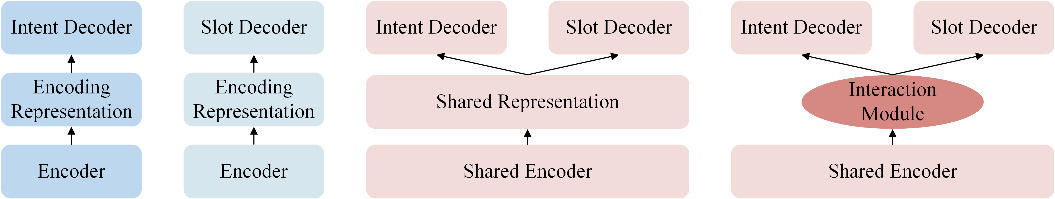 Intent Decoder
Encoding
Representation
Encoder
Slot Decoder
Encoding
Representation
Encoder
Intent Decoder
Slot Decoder
Shared Representation
Shared Encoder
Intent Decoder
Slot Decoder
Interaction
Module
Shared Encoder